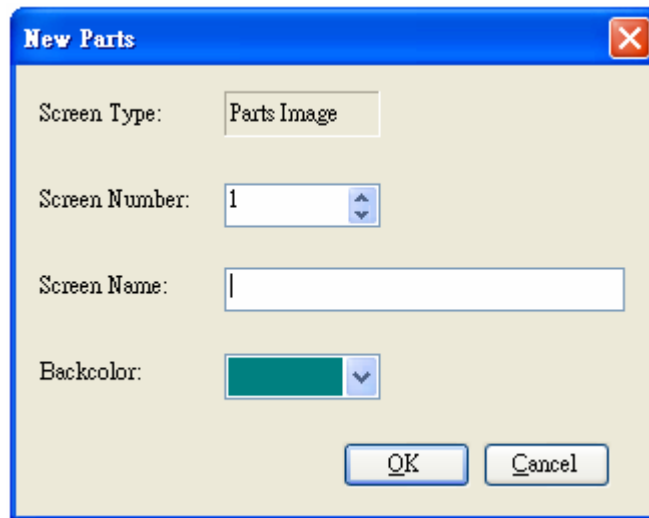 New Parts
Screen Type: Parts Image
Screen Number: 1
Screen Name:
Backcolor:
OK Cancel